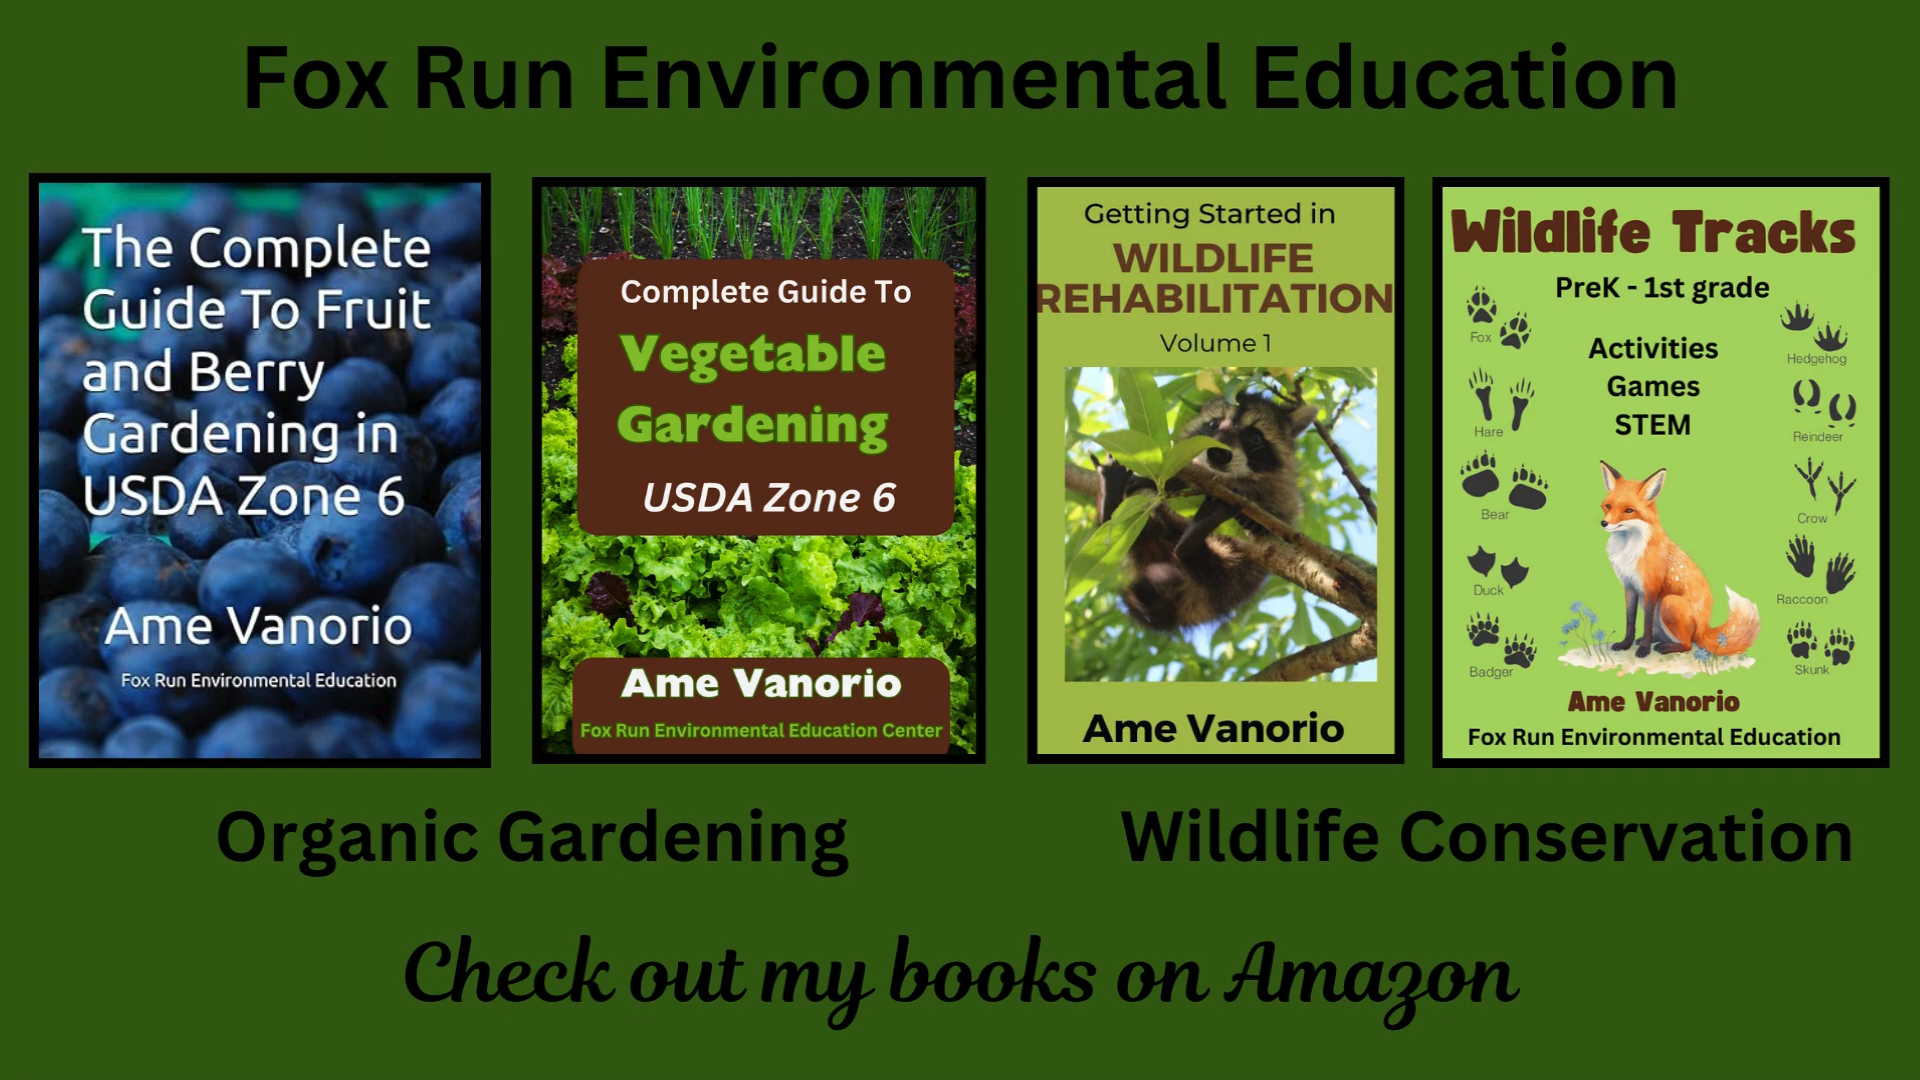 Fox Run Environmental Education
The Complete
Guide To Fruit
and Berry
Gardening in
USDA Zone 6
Ame Vanorio
Fox Run Environmental Education
Complete Guide To
Vegetable
Gardening
USDA Zone 6
Ame Vanorio
Fox Run Environmental Education Center
Getting Started in
WILDLIFE
REHABILITATION
Volume 1
Ame Vanorio
Wildlife Tracks
PreK - 1st grade
Activities
Games
STEM
Fox
Hare
Bear
Duck
Badger
Hedgehog
Reindeer
Crow
Raccoon
Skunk
Ame Vanorio
Fox Run Environmental Education
Organic Gardening
Wildlife Conservation
Check out my books on Amazon